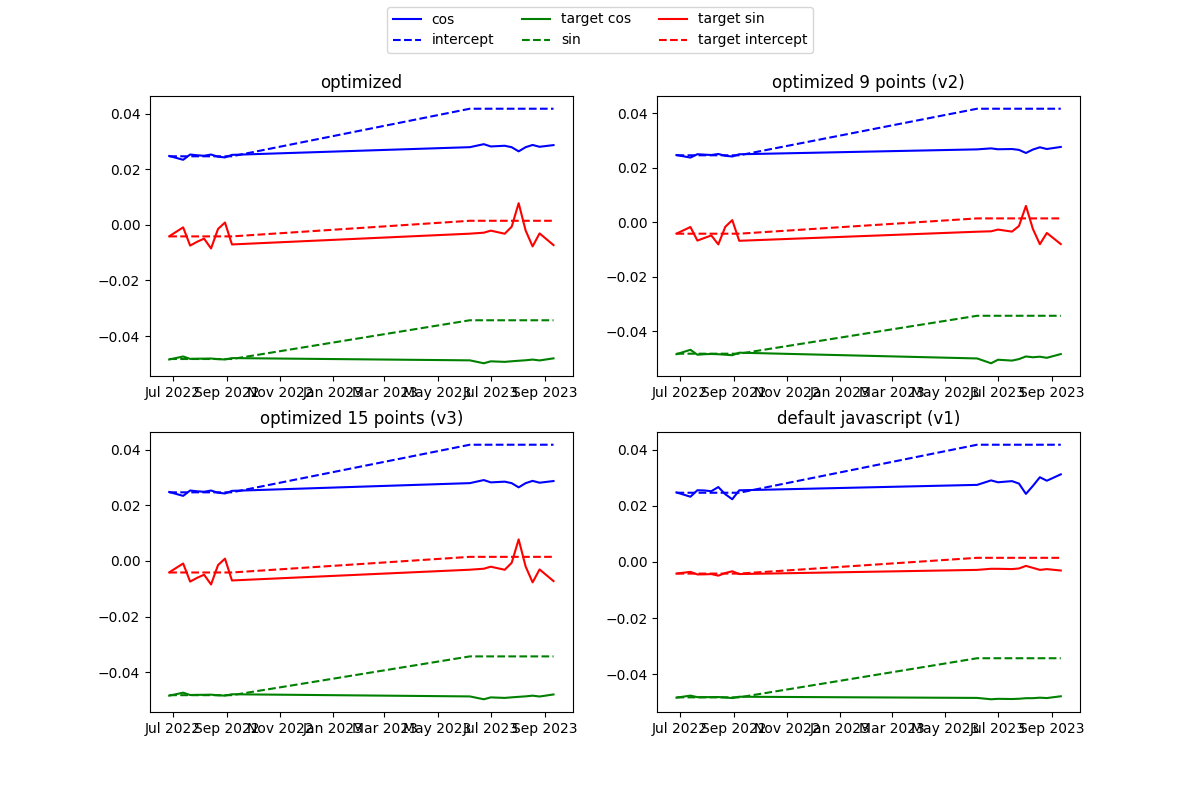 cos target cos target sin
intercept sin target intercept
optimized
0.04
0.02
0.00
−0.02
−0.04
Jul 2022 Sep 2022 Nov 2022 Jan 2023 Mar 2023 May 2023 Jul 2023 Sep 2023
optimized 9 points (v2)
0.04
0.02
0.00
−0.02
−0.04
Jul 2022 Sep 2022 Nov 2022 Jan 2023 Mar 2023 May 2023 Jul 2023 Sep 2023
optimized 15 points (v3)
0.04
0.02
0.00
−0.02
−0.04
Jul 2022 Sep 2022 Nov 2022 Jan 2023 Mar 2023 May 2023 Jul 2023 Sep 2023
default javascript (v1)
0.04
0.02
0.00
−0.02
−0.04
Jul 2022 Sep 2022 Nov 2022 Jan 2023 Mar 2023 May 2023 Jul 2023 Sep 2023